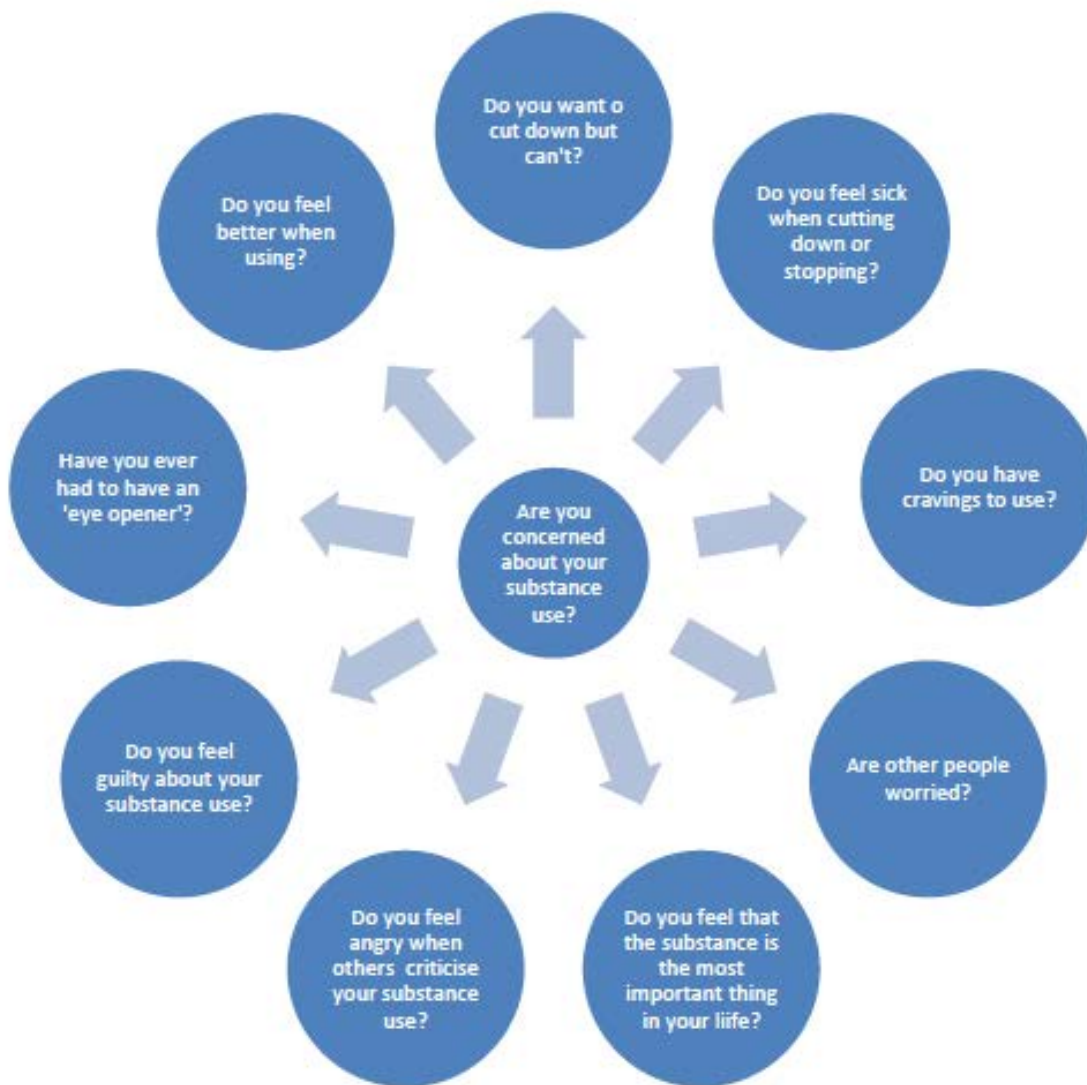 Do you want o
cut down but
can't?
Do you feel sick
when cutting
down or
stopping?
Do you have
cravings to use?
Are other people
worried?
Do you feel that
the substance is
the most
important thing
in your liife?
Do you feel
angry when
others  criticise
your substance
use?
Do you feel
guilty about your
substance use?
Have you ever
had to have an
'eye opener'?
Do you feel
better when
using?
Are you
concerned
about your
substance
use?